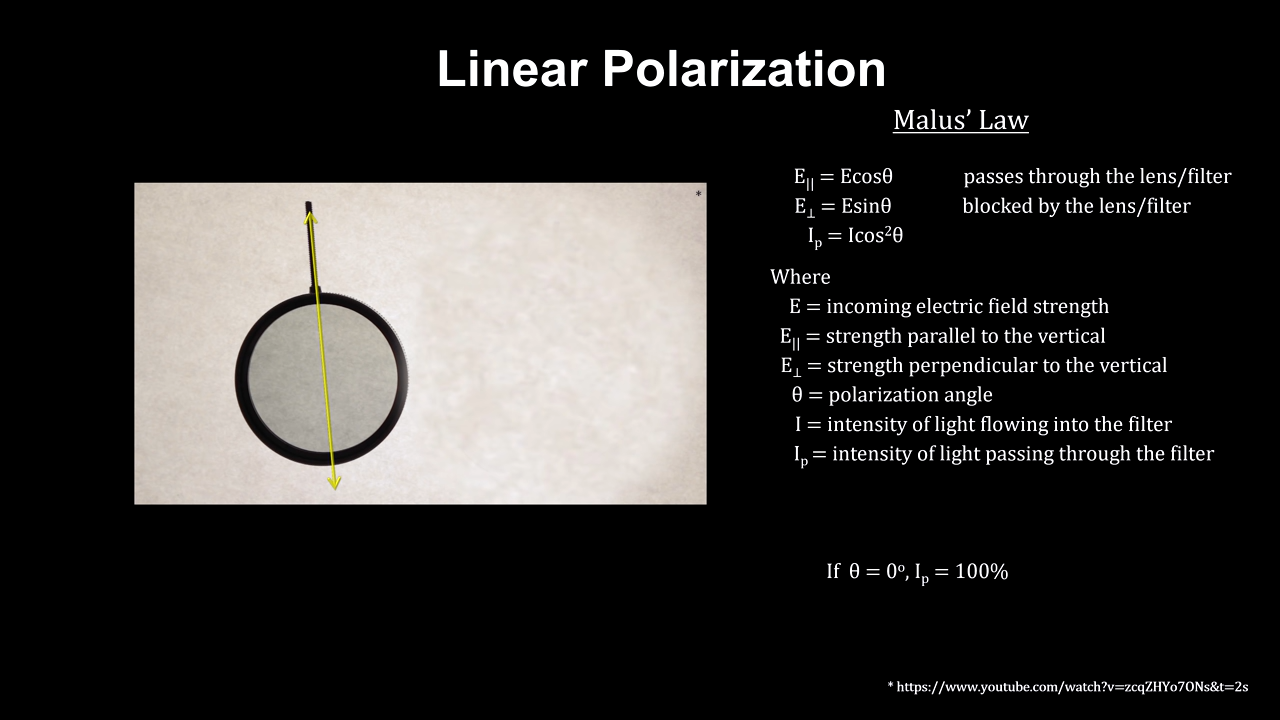 Linear Polarization
Malus’ Law
E|| = Ecosθ passes through the lens/filter
E⊥ = Esinθ blocked by the lens/filter
Iₚ = Icos²θ
*
Where
E = incoming electric field strength
E|| = strength parallel to the vertical
E⊥ = strength perpendicular to the vertical
θ = polarization angle
I = intensity of light flowing into the filter
Iₚ = intensity of light passing through the filter
If θ = 0º, Iₚ = 100%
* https://www.youtube.com/watch?v=zcqZHYo7ONs&t=2s